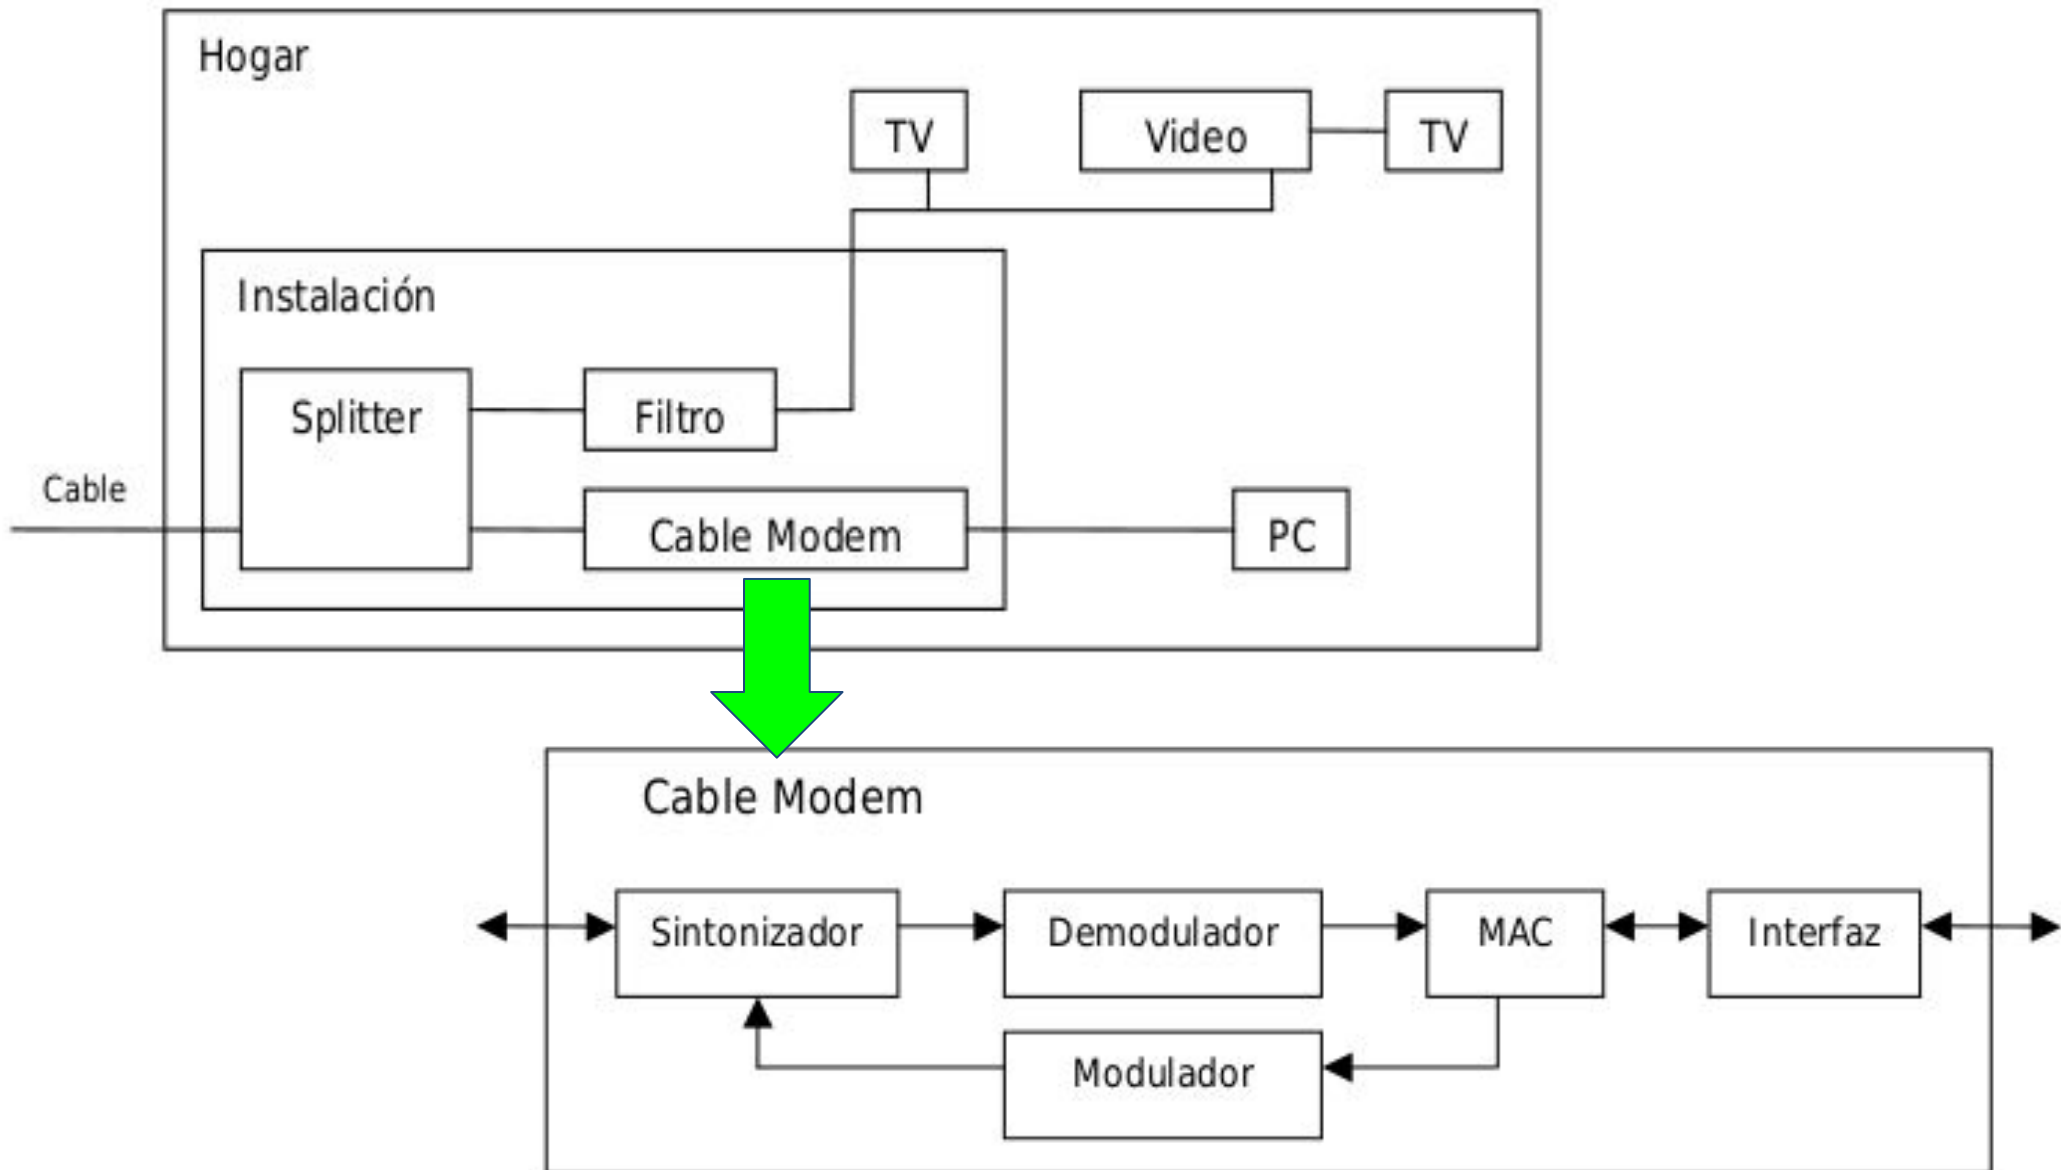 Hogar
TV
Video
TV
Instalación
Splitter
Filtro
Cable
Cable Modem
PC
Cable Modem
Sintonizador
Demodulador
MAC
Interfaz
Modulador